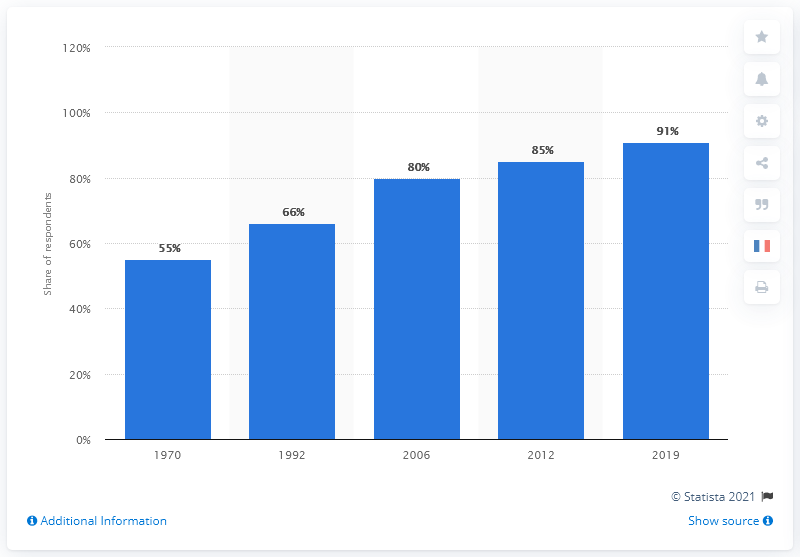 120%
100%
80%
60%
40%
20%
0%
Share of respondents
55%
66%
80%
85%
91%
1970 1992 2006 2012 2019
© Statista 2021
Additional Information
Show source